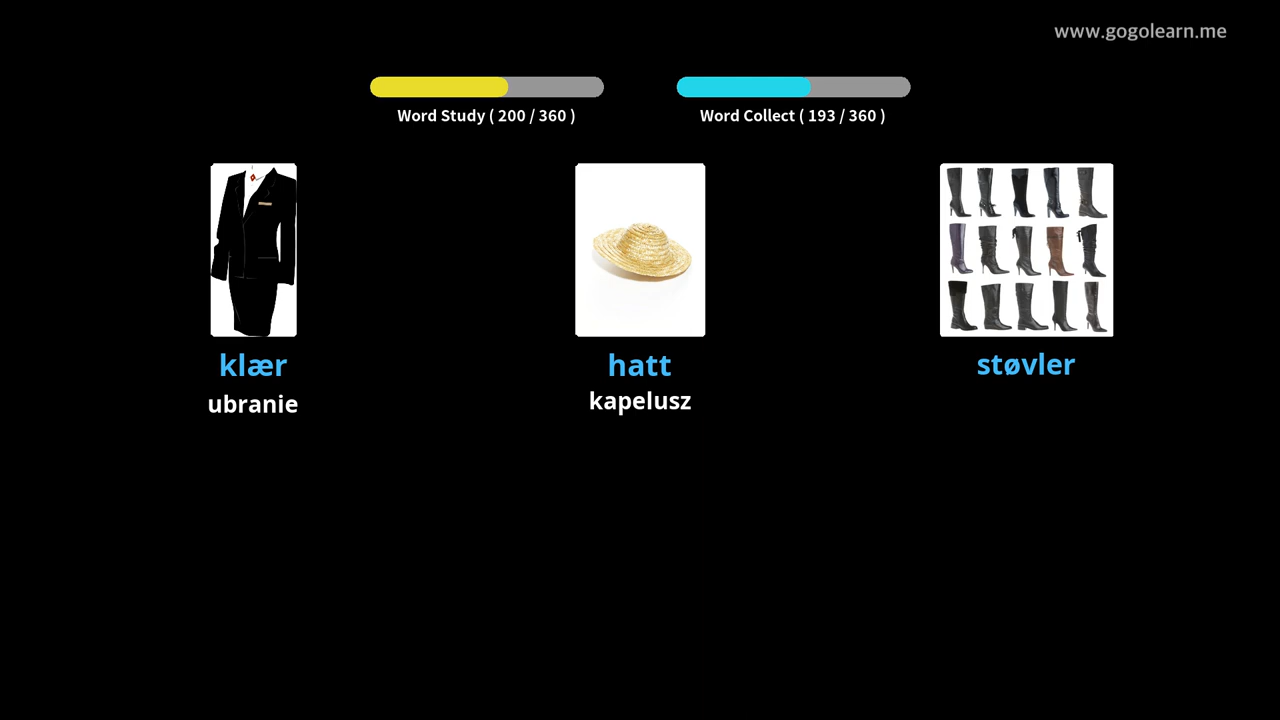 www.gogolearn.me
Word Study ( 200 / 360 )
Word Collect ( 193 / 360 )
klær
hatt
støvler
ubranie
kapelusz